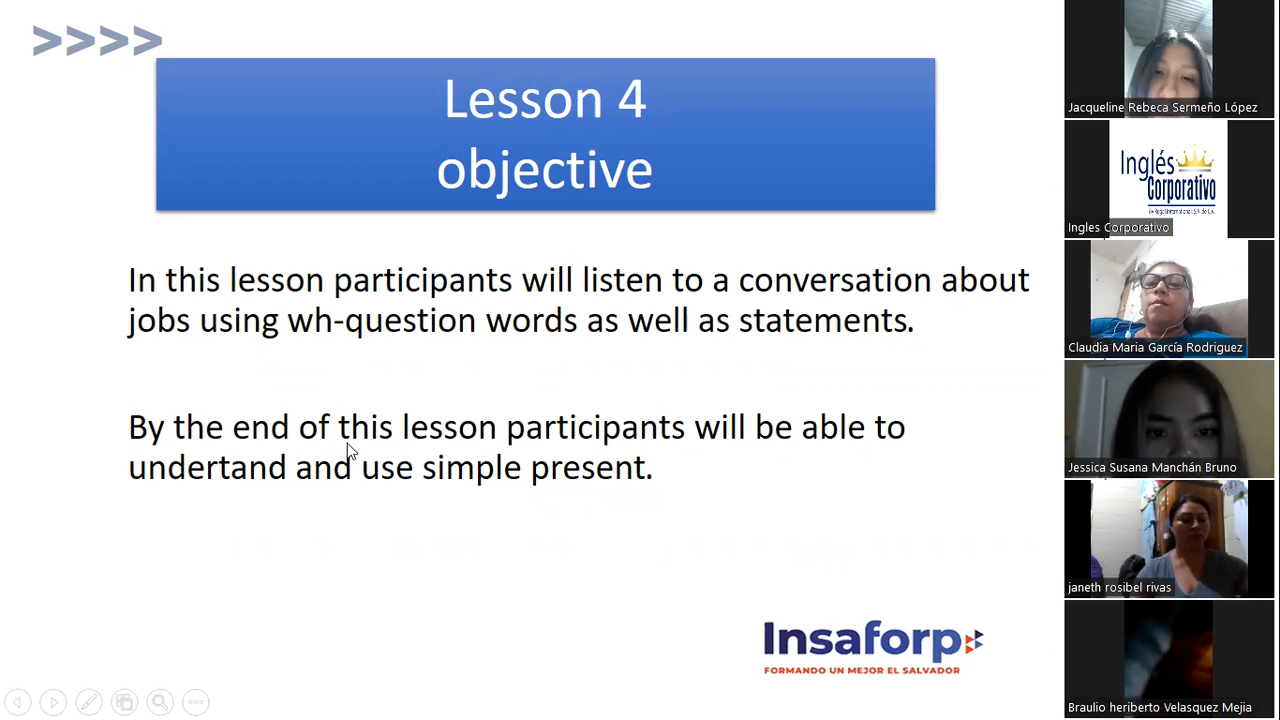 >>>>
Lesson 4
objective
In this lesson participants will listen to a conversation about
jobs using wh-question words as well as statements.
By the end of this lesson participants will be able to
undertand and use simple present.
Insaforp
FORMANDO UN MEJOR EL SALVADOR
Jacqueline Rebeca Sermeño López
Inglés
Corporativo
Ingles Corporativo
Claudia Maria García Rodriguez
Jessica Susana Manchán Bruno
janeth rosibel rivas
Braulio heriberto Velasquez Mejia